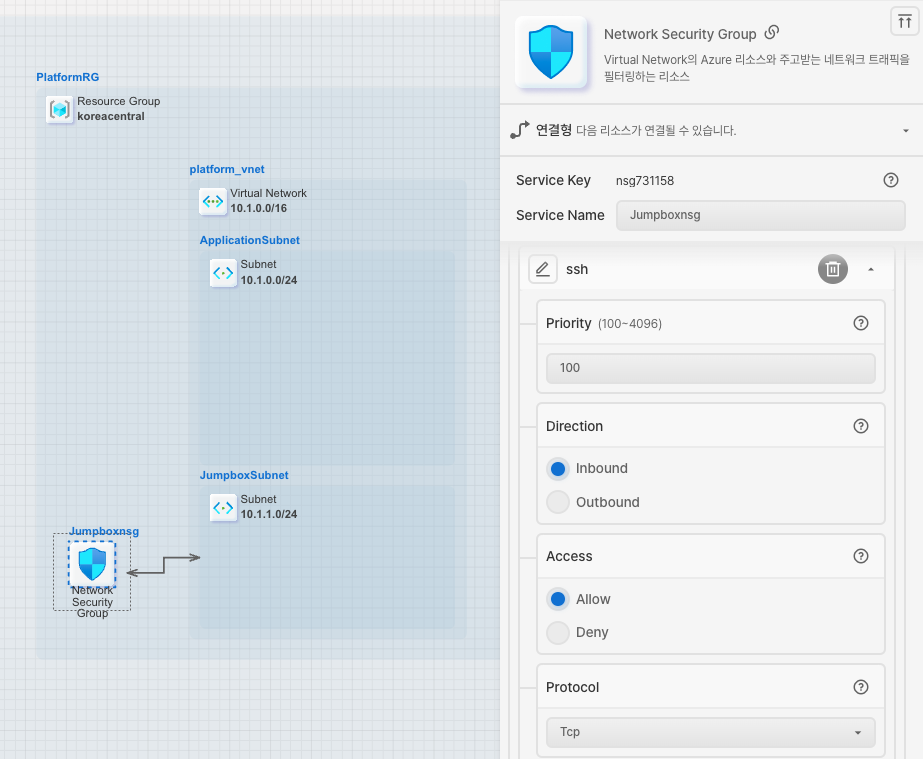 PlatformRG
Resource Group
koreacentral
platform_vnet
Virtual Network
10.1.0.0/16
ApplicationSubnet
Subnet
10.1.0.0/24
JumpboxSubnet
Subnet
10.1.1.0/24
Jumpboxnsg
Network
Security
Group
Network Security Group
Virtual Network의 Azure 리소스와 주고받는 네트워크 트래픽을
필터링하는 리소스
연결형 다음 리소스가 연결될 수 있습니다.
Service Key nsg731158
Service Name Jumpboxnsg
ssh
Priority (100~4096)
100
Direction
Inbound
Outbound
Access
Allow
Deny
Protocol
Tcp